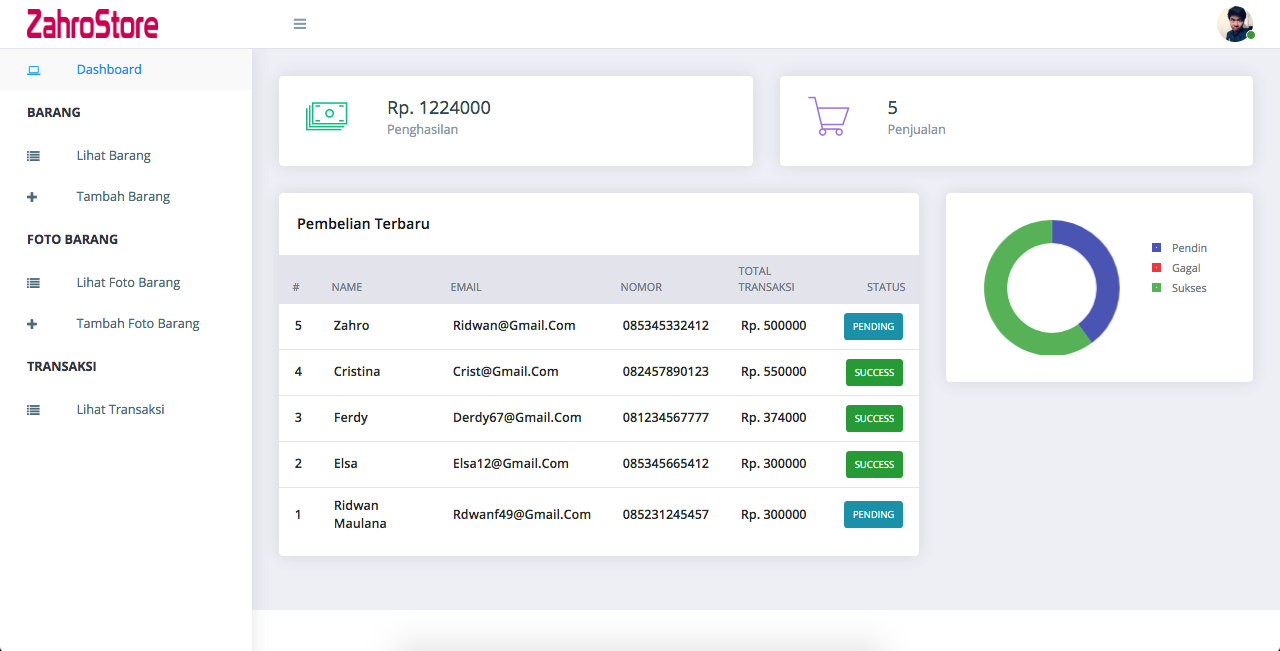 ZahroStore
Dashboard
BARANG
Lihat Barang
Tambah Barang
FOTO BARANG
Lihat Foto Barang
Tambah Foto Barang
TRANSAKSI
Lihat Transaksi
Rp. 1224000
Penghasilan
5
Penjualan
Pembelian Terbaru
# NAME EMAIL NOMOR TOTAL TRANSAKSI STATUS
5 Zahro Ridwan@Gmail.Com 085345332412 Rp. 500000 PENDING
4 Cristina Crist@Gmail.Com 082457890123 Rp. 550000 SUCCESS
3 Ferdy Derdy67@Gmail.Com 081234567777 Rp. 374000 SUCCESS
2 Elsa Elsa12@Gmail.Com 085345665412 Rp. 300000 SUCCESS
1 Ridwan Maulana Rdwanf49@Gmail.Com 085231245457 Rp. 300000 PENDING
Pendin
Gagal
Sukses